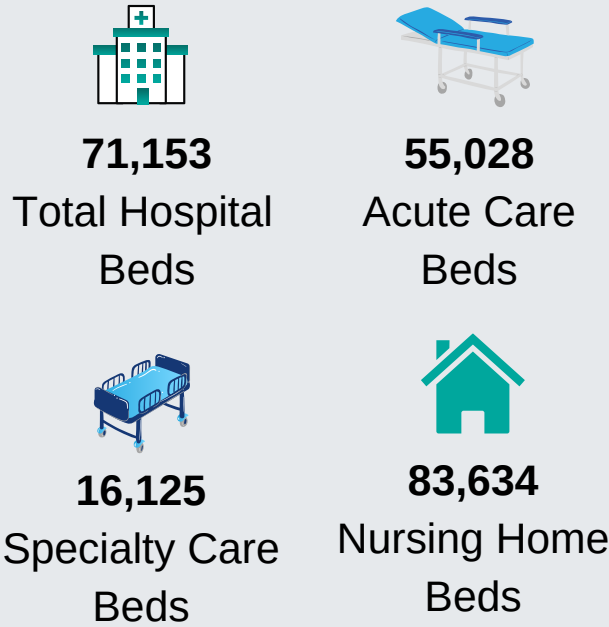 71,153
Total Hospital
Beds
55,028
Acute Care
Beds
16,125
Specialty Care
Beds
83,634
Nursing Home
Beds